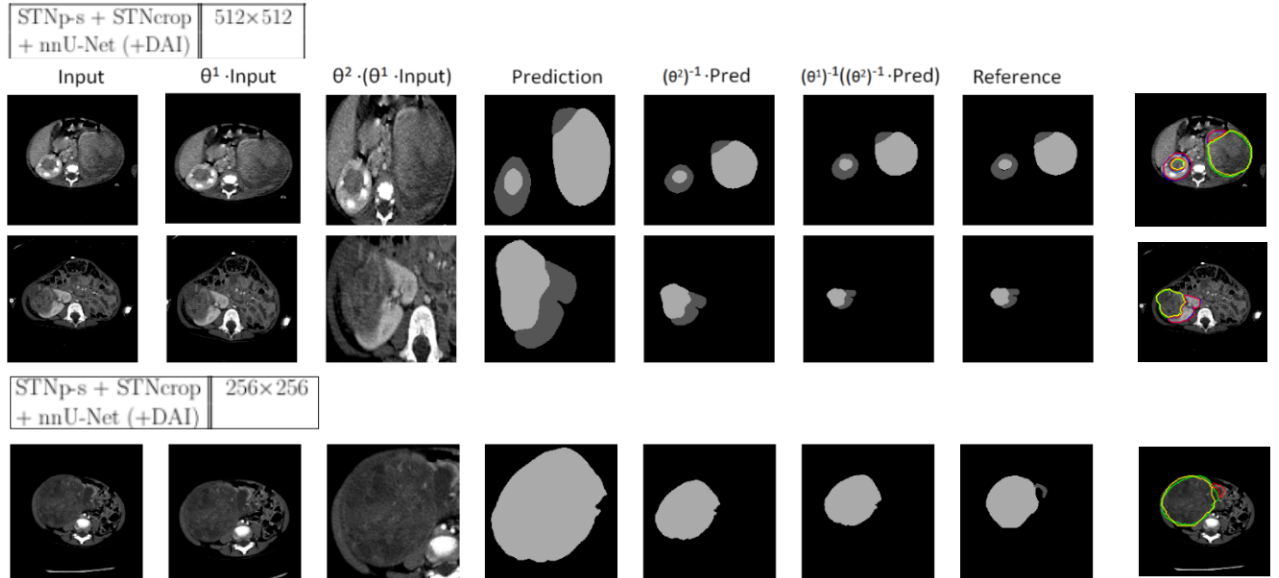 STNp-s + STNcrop 512×512
+ nnU-Net (+DAI)
Input θ¹ ·Input θ² ·(θ¹ ·Input) Prediction (θ²)⁻¹ ·Pred (θ¹)⁻¹((θ²)⁻¹ ·Pred) Reference
STNp-s + STNcrop 256×256
+ nnU-Net (+DAI)